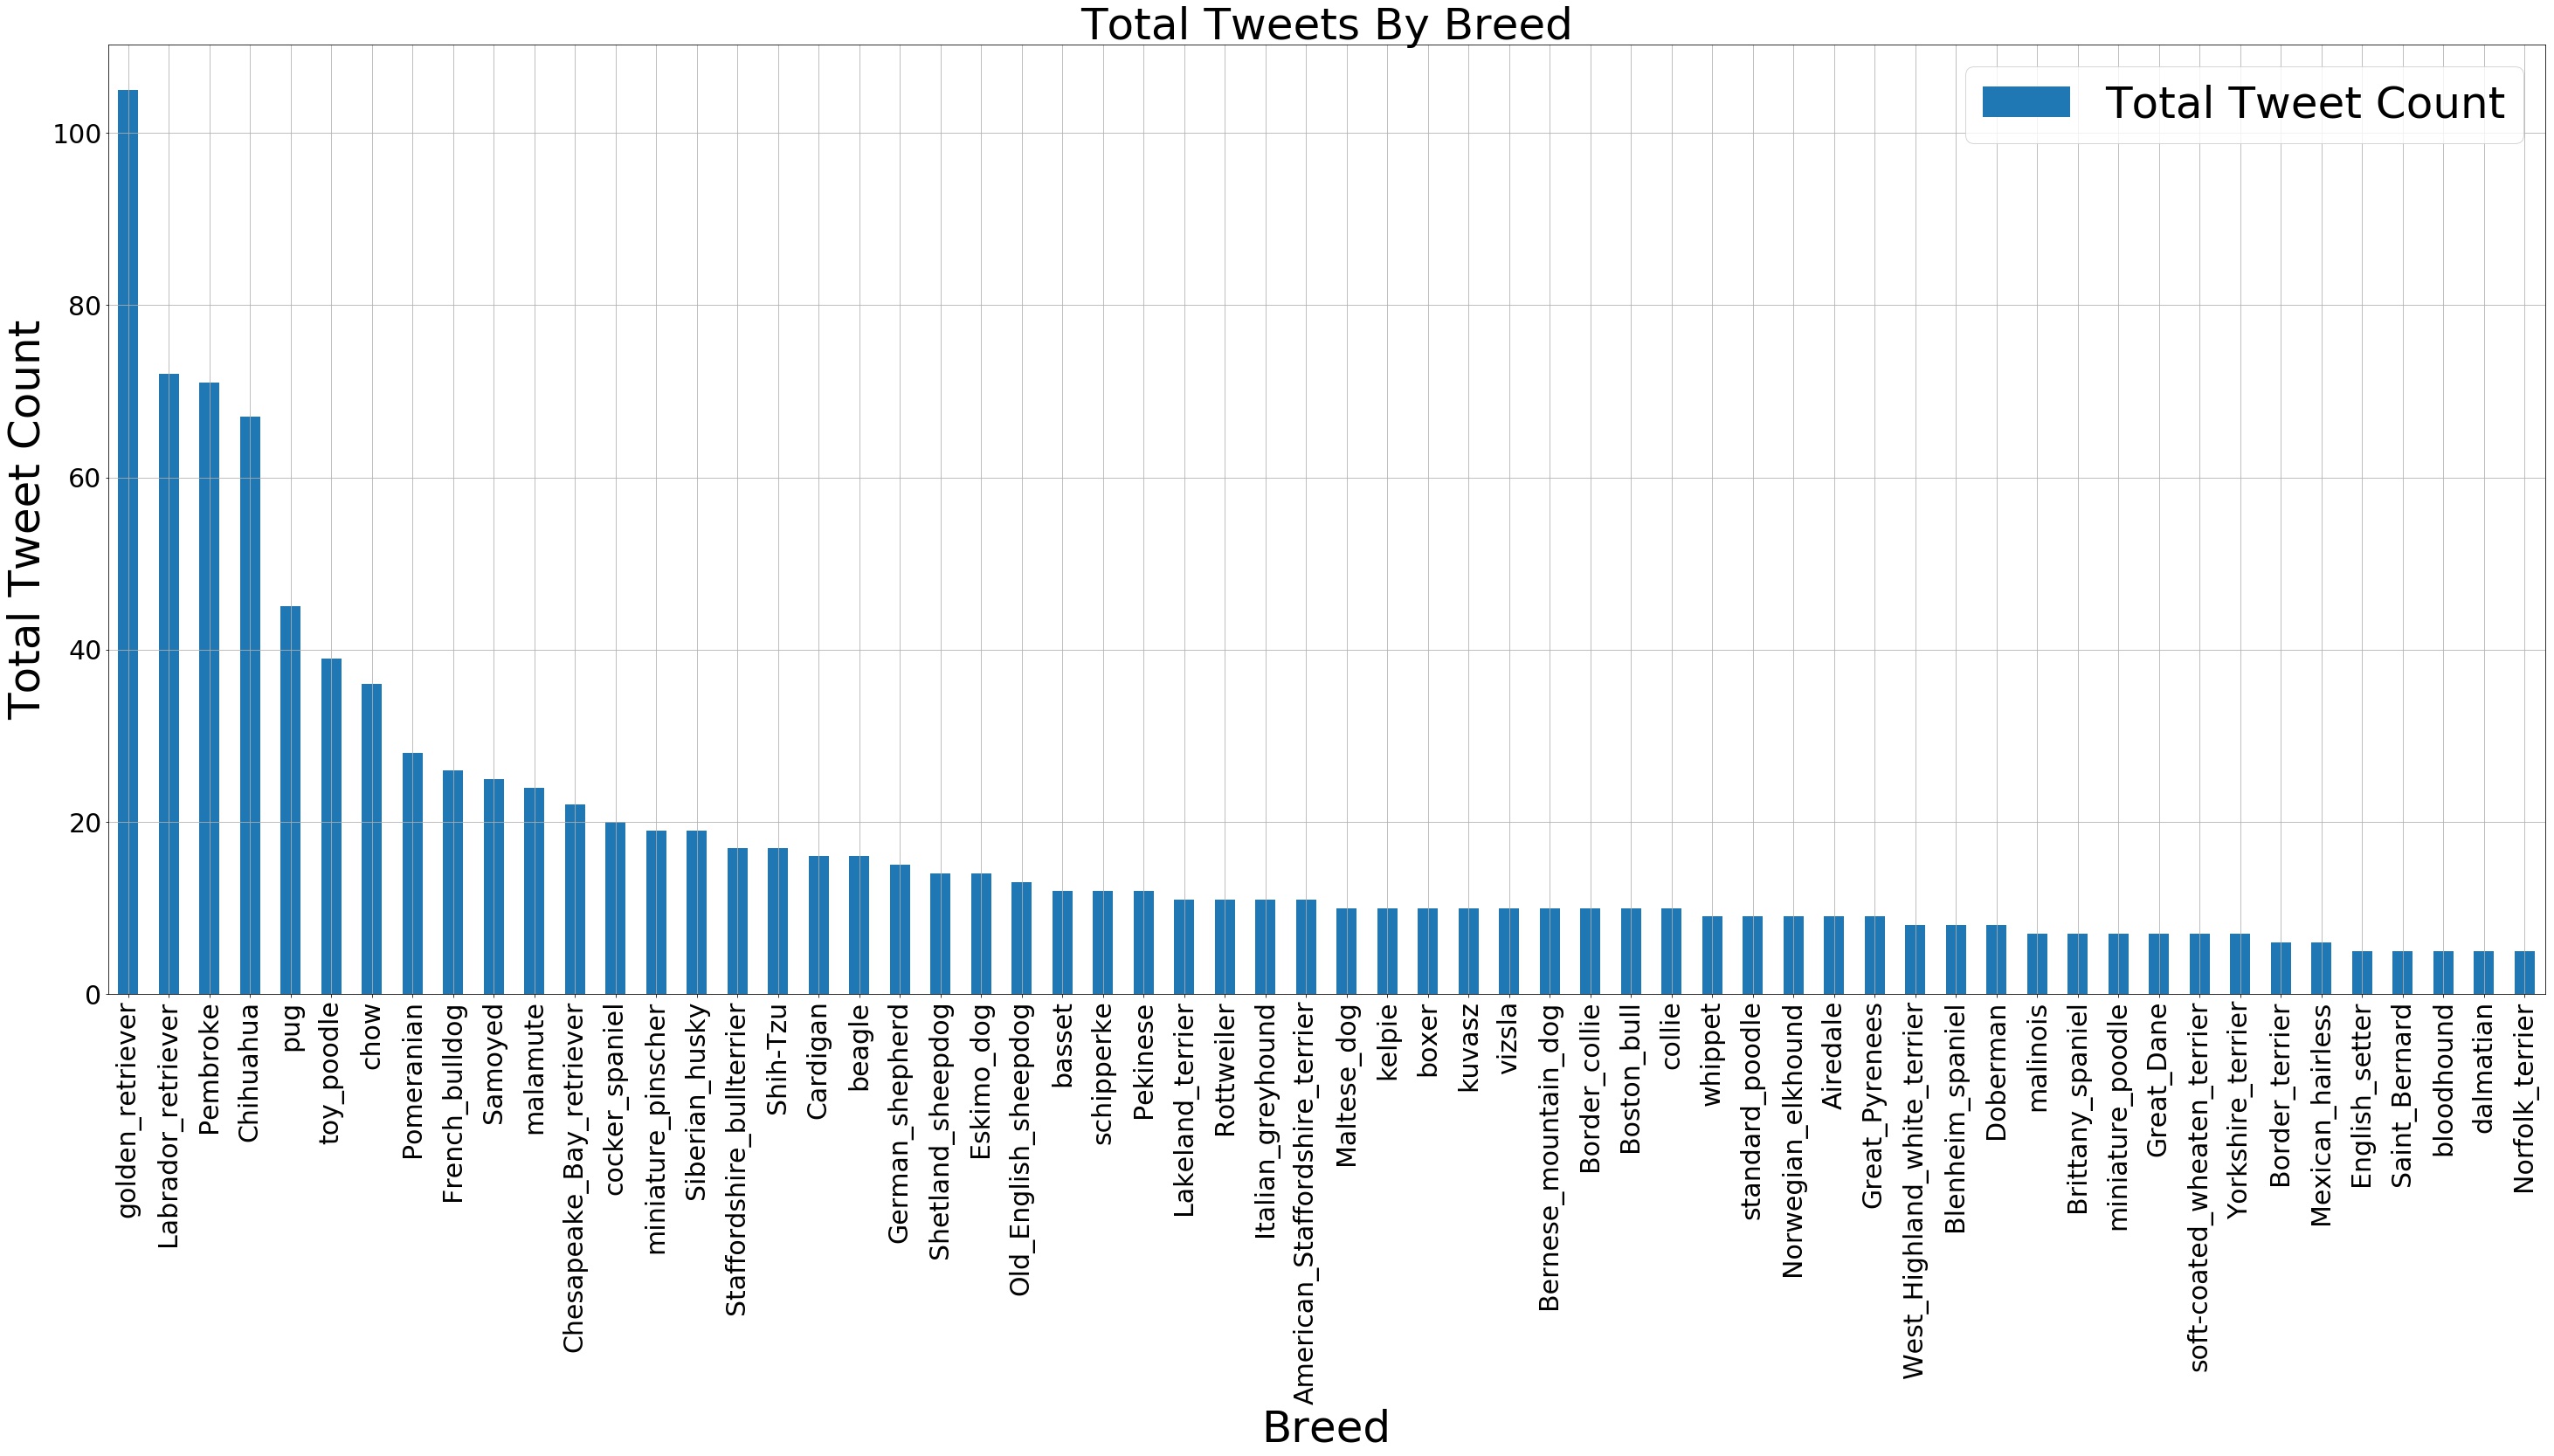 Total Tweets By Breed
Total Tweet Count
Total Tweet Count
100
80
60
40
20
0
golden_retriever
Labrador_retriever
Pembroke
Chihuahua
pug
toy_poodle
chow
Pomeranian
French_bulldog
Samoyed
malamute
Chesapeake_Bay_retriever
cocker_spaniel
miniature_pinscher
Siberian_husky
Staffordshire_bullterrier
Shih-Tzu
Cardigan
beagle
German_shepherd
Shetland_sheepdog
Eskimo_dog
Old_English_sheepdog
basset
schipperke
Pekinese
Lakeland_terrier
Rottweiler
Italian_greyhound
American_Staffordshire_terrier
Maltese_dog
kelpie
boxer
kuvasz
vizsla
Bernese_mountain_dog
Border_collie
Boston_bull
collie
whippet
standard_poodle
Norwegian_elkhound
Airedale
Great_Pyrenees
West_Highland_white_terrier
Blenheim_spaniel
Doberman
malinois
Brittany_spaniel
miniature_poodle
Great_Dane
soft-coated_wheaten_terrier
Yorkshire_terrier
Border_terrier
Mexican_hairless
English_setter
Saint_Bernard
bloodhound
dalmatian
Norfolk_terrier
Breed